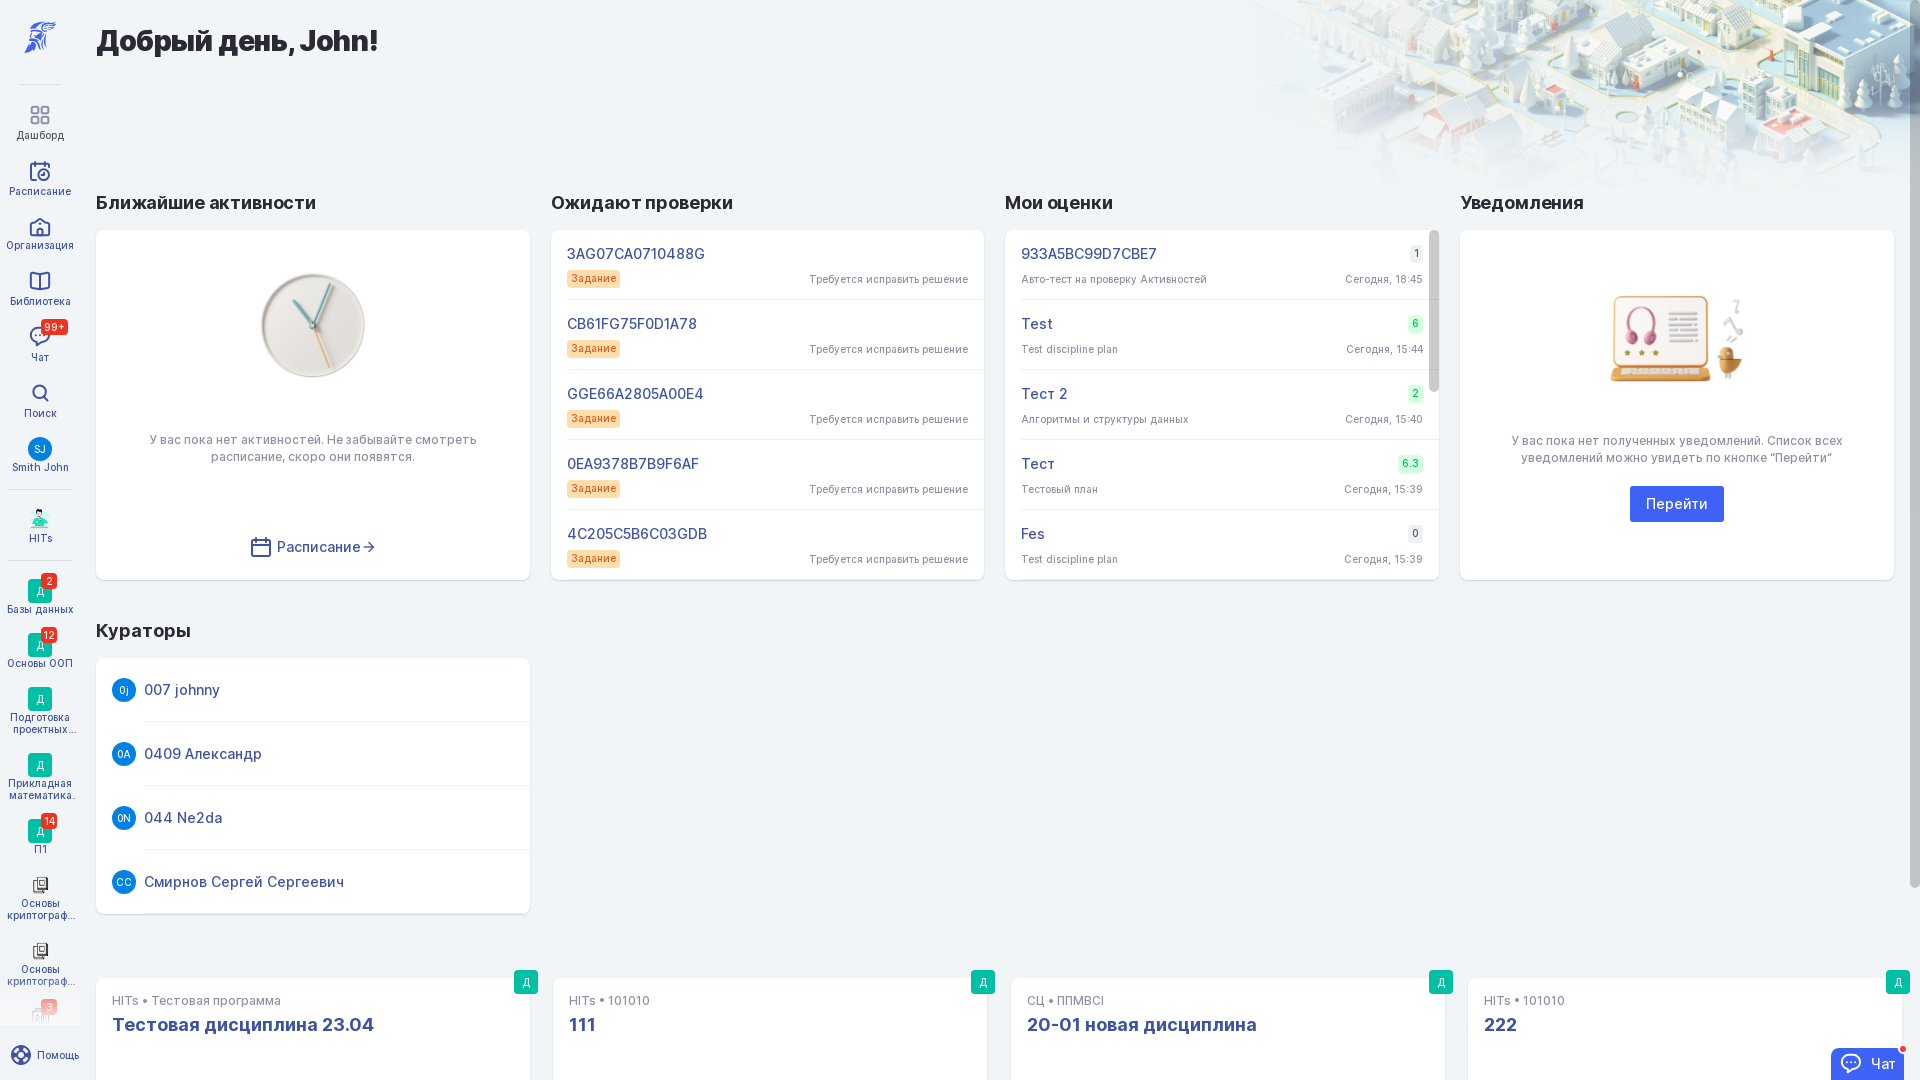 Добрый день, John!
Дашборд
Расписание
Организация
Библиотека
99+
Чат
Поиск
SJ
Smith John
HITs
2
Д
Базы данных
12
Д
Основы ООП
Д
Подготовка
проектных...
Д
Прикладная
математика.
14
Д
П1
Основы
криптограф...
Основы
криптограф...
3
Помощь
Ближайшие активности
У вас пока нет активностей. Не забывайте смотреть
расписание, скоро они появятся.
Расписание
Ожидают проверки
3AG07CA0710488G
Задание Требуется исправить решение
CB61FG75F0D1A78
Задание Требуется исправить решение
GGE66A2805A00E4
Задание Требуется исправить решение
0EA9378B7B9F6AF
Задание Требуется исправить решение
4C205C5B6C03GDB
Задание Требуется исправить решение
Мои оценки
933A5BC99D7CBE7 1
Авто-тест на проверку Активностей Сегодня, 18:45
Test 6
Test discipline plan Сегодня, 15:44
Тест 2 2
Алгоритмы и структуры данных Сегодня, 15:40
Тест 6.3
Тестовый план Сегодня, 15:39
Fes 0
Test discipline plan Сегодня, 15:39
Уведомления
У вас пока нет полученных уведомлений. Список всех
уведомлений можно увидеть по кнопке “Перейти“
Перейти
Кураторы
0j 007 johnny
0А 0409 Александр
0N 044 Ne2da
СС Смирнов Сергей Сергеевич
Д
HITs • Тестовая программа
Тестовая дисциплина 23.04
Д
HITs • 101010
111
Д
СЦ • ППМВСІ
20-01 новая дисциплина
Д
HITs • 101010
222
Чат